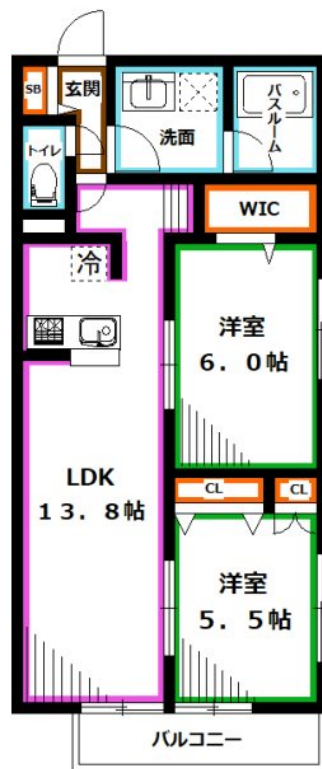 SB
玄関
洗面
バスルーム
トイレ
WIC
冷
洋室
6.0帖
LDK
13.8帖
CL
CL
洋室
5.5帖
バルコニー